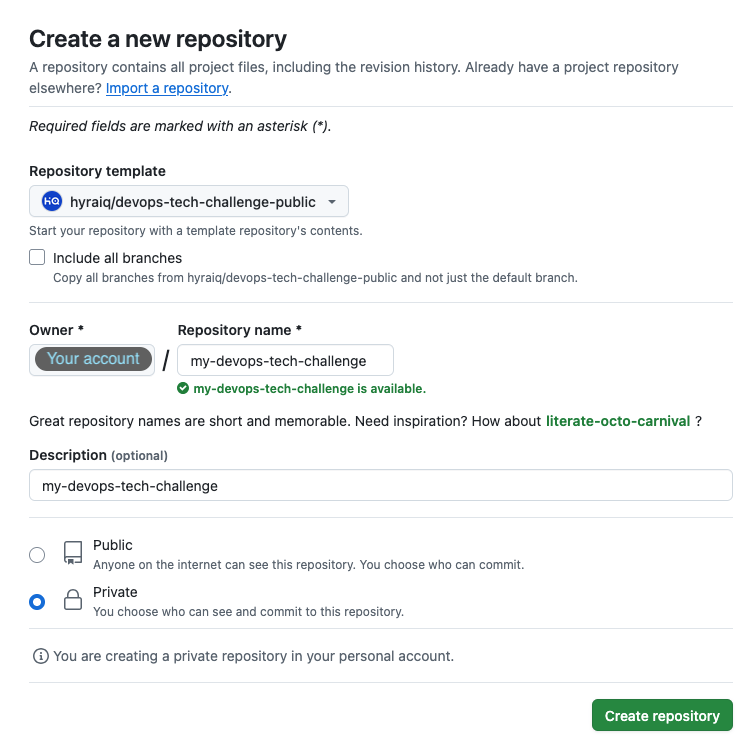 Create a new repository
A repository contains all project files, including the revision history. Already have a project repository
elsewhere? Import a repository.
Required fields are marked with an asterisk (*).
Repository template
HQ hyraiq/devops-tech-challenge-public
Start your repository with a template repository's contents.
Include all branches
Copy all branches from hyraiq/devops-tech-challenge-public and not just the default branch.
Owner * Repository name *
Your account / my-devops-tech-challenge
my-devops-tech-challenge is available.
Great repository names are short and memorable. Need inspiration? How about literate-octo-carnival ?
Description (optional)
my-devops-tech-challenge
Public
Anyone on the internet can see this repository. You choose who can commit.
Private
You choose who can see and commit to this repository.
You are creating a private repository in your personal account.
Create repository